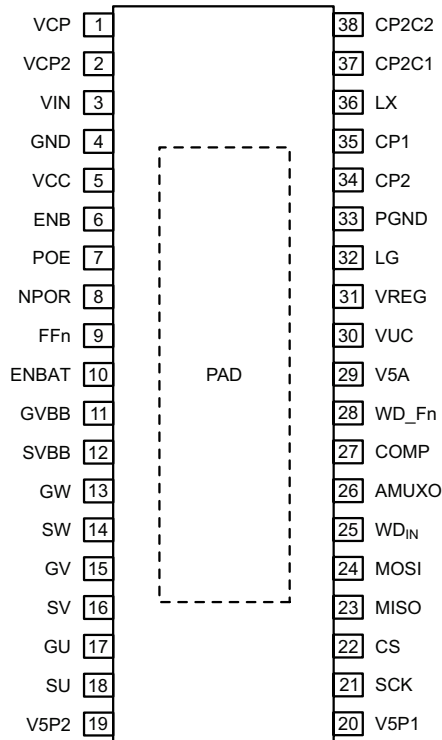 VCP 1 38 CP2C2
VCP2 2 37 CP2C1
VIN 3 36 LX
GND 4 35 CP1
VCC 5 34 CP2
ENB 6 33 PGND
POE 7 32 LG
NPOR 8 31 VREG
FFn 9 30 VUC
ENBAT 10 PAD 29 V5A
GVBB 11 28 WD_Fn
SVBB 12 27 COMP
GW 13 26 AMUXO
SW 14 25 WDIN
GV 15 24 MOSI
SV 16 23 MISO
GU 17 22 CS
SU 18 21 SCK
V5P2 19 20 V5P1